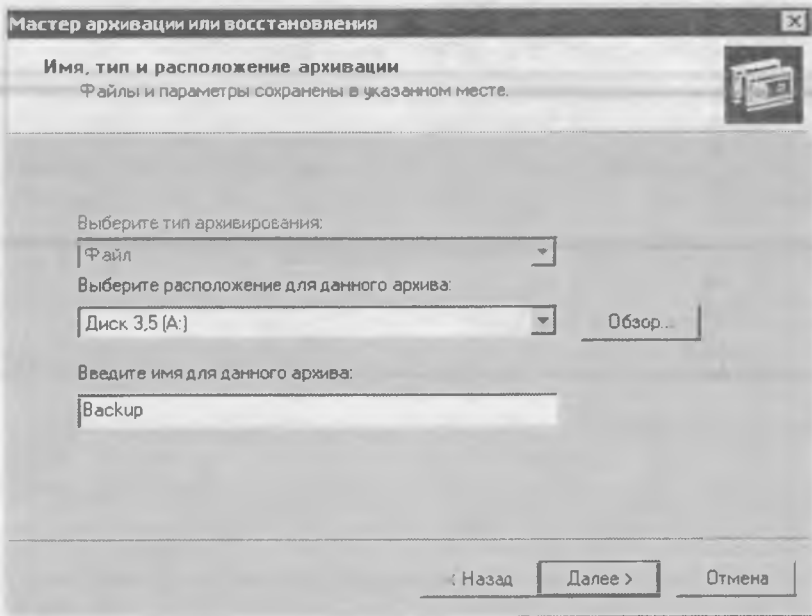 Мастер архивации или восстановления
Имя, тип и расположение архивации
Файлы и параметры сохранены в указанном месте.
Выберите тип архивирования:
Файл
Выберите расположение для данного архива:
Диск 3,5 (A:)
Обзор...
Введите имя для данного архива:
Backup
< Назад
Далее >
Отмена